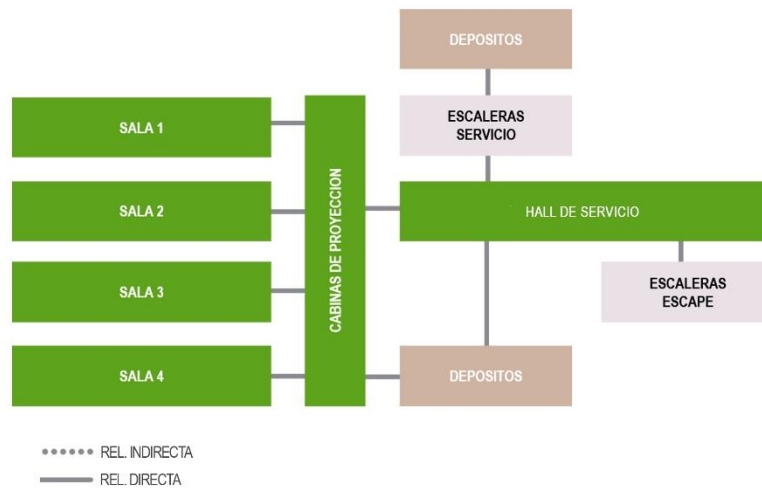 DEPOSITOS
ESCALERAS
SERVICIO
SALA 1
SALA 2
SALA 3
SALA 4
CABINAS DE PROYECCION
HALL DE SERVICIO
ESCALERAS
ESCAPE
DEPOSITOS
REL. INDIRECTA
REL. DIRECTA